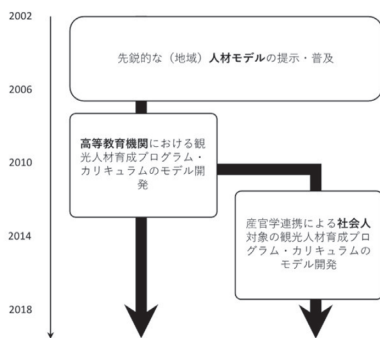 2002
先鋭的な（地域）人材モデルの提示・普及
2006
高等教育機関における観
光人材育成プログラム・
カリキュラムのモデル開
発
2010
産官学連携による社会人
対象の観光人材育成プロ
グラム・カリキュラムの
モデル開発
2014
2018